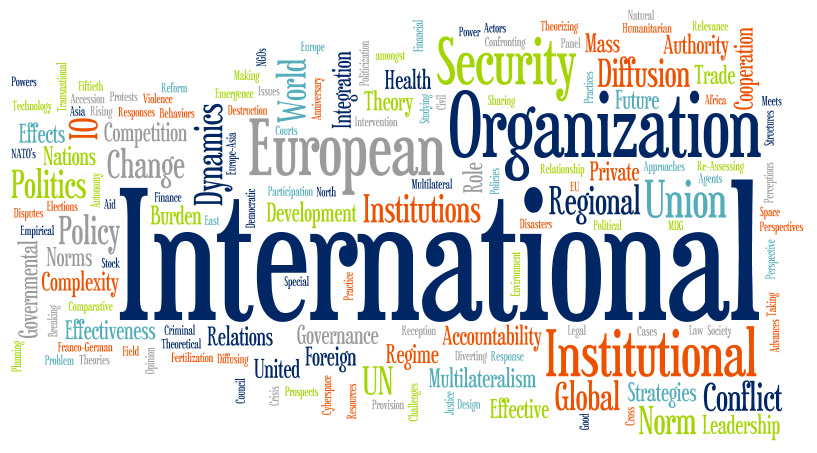 International
Organization
European
Security
Institutional
Union
Institutions
Regional
Diffusion
Politics
Change
Policy
Dynamics
World
Global
Norm
UN
Conflict
IO
Role
Theory
Health
Integration
Cooperation
Authority
Mass
Trade
Future
Private
Development
Burden
Competition
Effects
Nations
Norms
Complexity
Governmental
Effectiveness
Relations
Governance
United
Foreign
Regime
Accountability
Multilateralism
Effective
Strategies
Leadership
Natural
Humanitarian
Relevance
Theorizing
Power
Actors
Confronting
Panel
Financial
amongst
Politicization
Europe
NGOs
Anniversary
Making
Emergence
Issues
Destruction
Courts
Intervention
Studying
Civil
Sharing
Practices
Africa
Meets
Structures
Powers
Technology
Transnational
Fiftieth
Accession
Protests
Reform
Violence
Asia
Rising
Responses
Behaviors
NATO's
Europe-Asia
Autonomy
Disputes
Elections
Aid
Empirical
Stock
Finance
East
Democratic
Participation
North
Multilateral
Policies
Relationship
EU
Approaches
Re-Assessing
Agents
Perceptions
Disasters
Political
MDG
Space
Perspectives
Perspective
Environment
Special
Practice
Comparative
Breaking
Planning
Franco-German
Problem
Theories
Field
Opinion
Criminal
Theoretical
Fertilization
Diffusing
Council
Crisis
Prospects
Cyberspace
Resources
Provision
Challenges
Reception
Diverting
Response
Justice
Design
Legal
Cases
Law
Society
Advances
Taking
Good
Cross